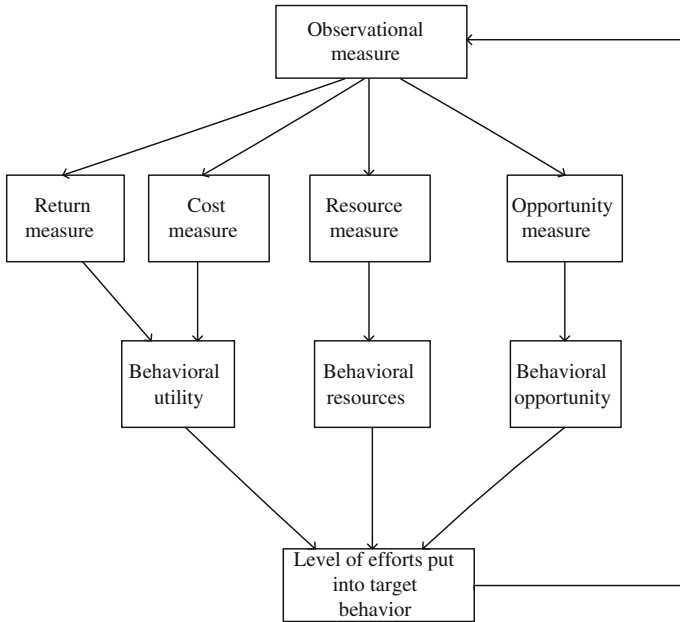 Observational
measure
Return
measure
Cost
measure
Resource
measure
Opportunity
measure
Behavioral
utility
Behavioral
resources
Behavioral
opportunity
Level of efforts put
into target
behavior